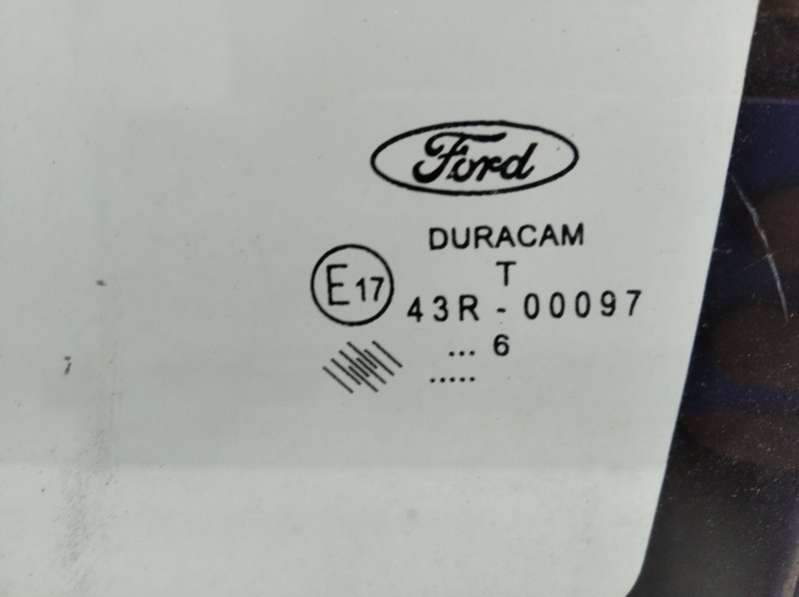 Ford
DURACAM
T
E17
43R - 00097
... 6
.....